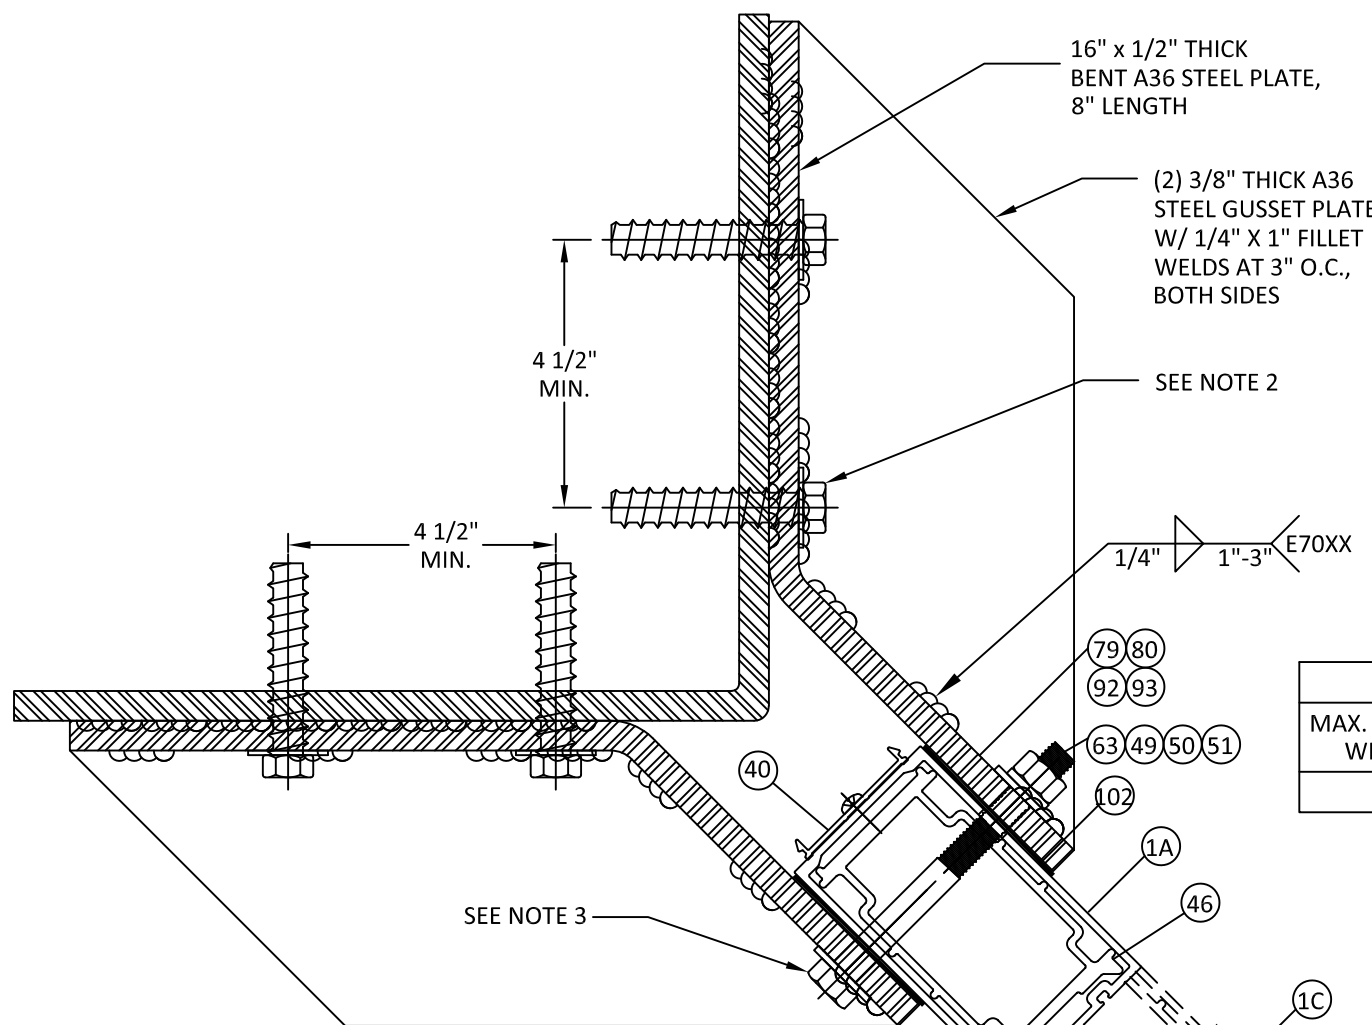 16" x 1/2" THICK
BENT A36 STEEL PLATE,
8" LENGTH
(2) 3/8" THICK A36
STEEL GUSSET PLATE
W/ 1/4" X 1" FILLET
WELDS AT 3" O.C.,
BOTH SIDES
4 1/2"
MIN.
SEE NOTE 2
4 1/2"
MIN.
1/4"
1"-3"
E70XX
79 80
92 93
63 49 50 51
MAX.
40
102
1A
46
SEE NOTE 3
1C